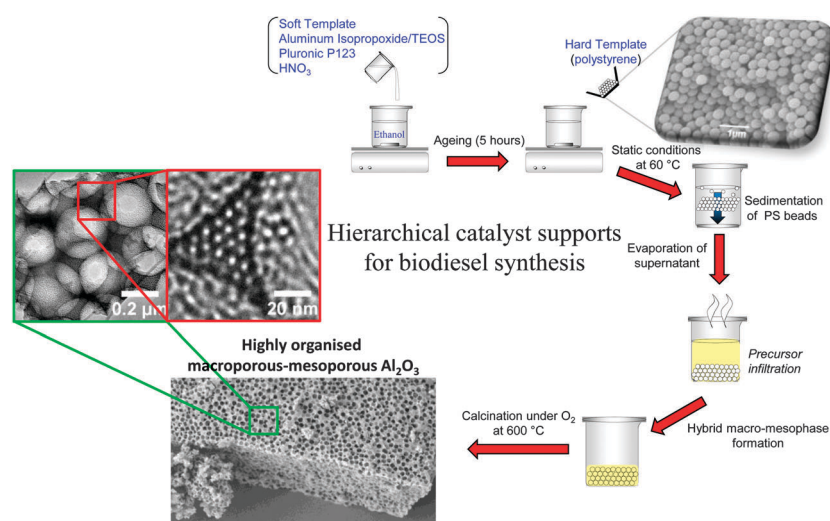 Soft Template
Aluminum Isopropoxide/TEOS
Pluronic P123
HNO₃
Hard Template
(polystyrene)
1μm
Ethanol
Ageing (5 hours)
Static conditions
at 60 °C
Sedimentation
of PS beads
Evaporation of
supernatant
Hierarchical catalyst supports
for biodiesel synthesis
0.2 μm
20 nm
Precursor
infiltration
Highly organised
macroporous-mesoporous Al₂O₃
Calcination under O₂
at 600 °C
Hybrid macro-mesophase
formation